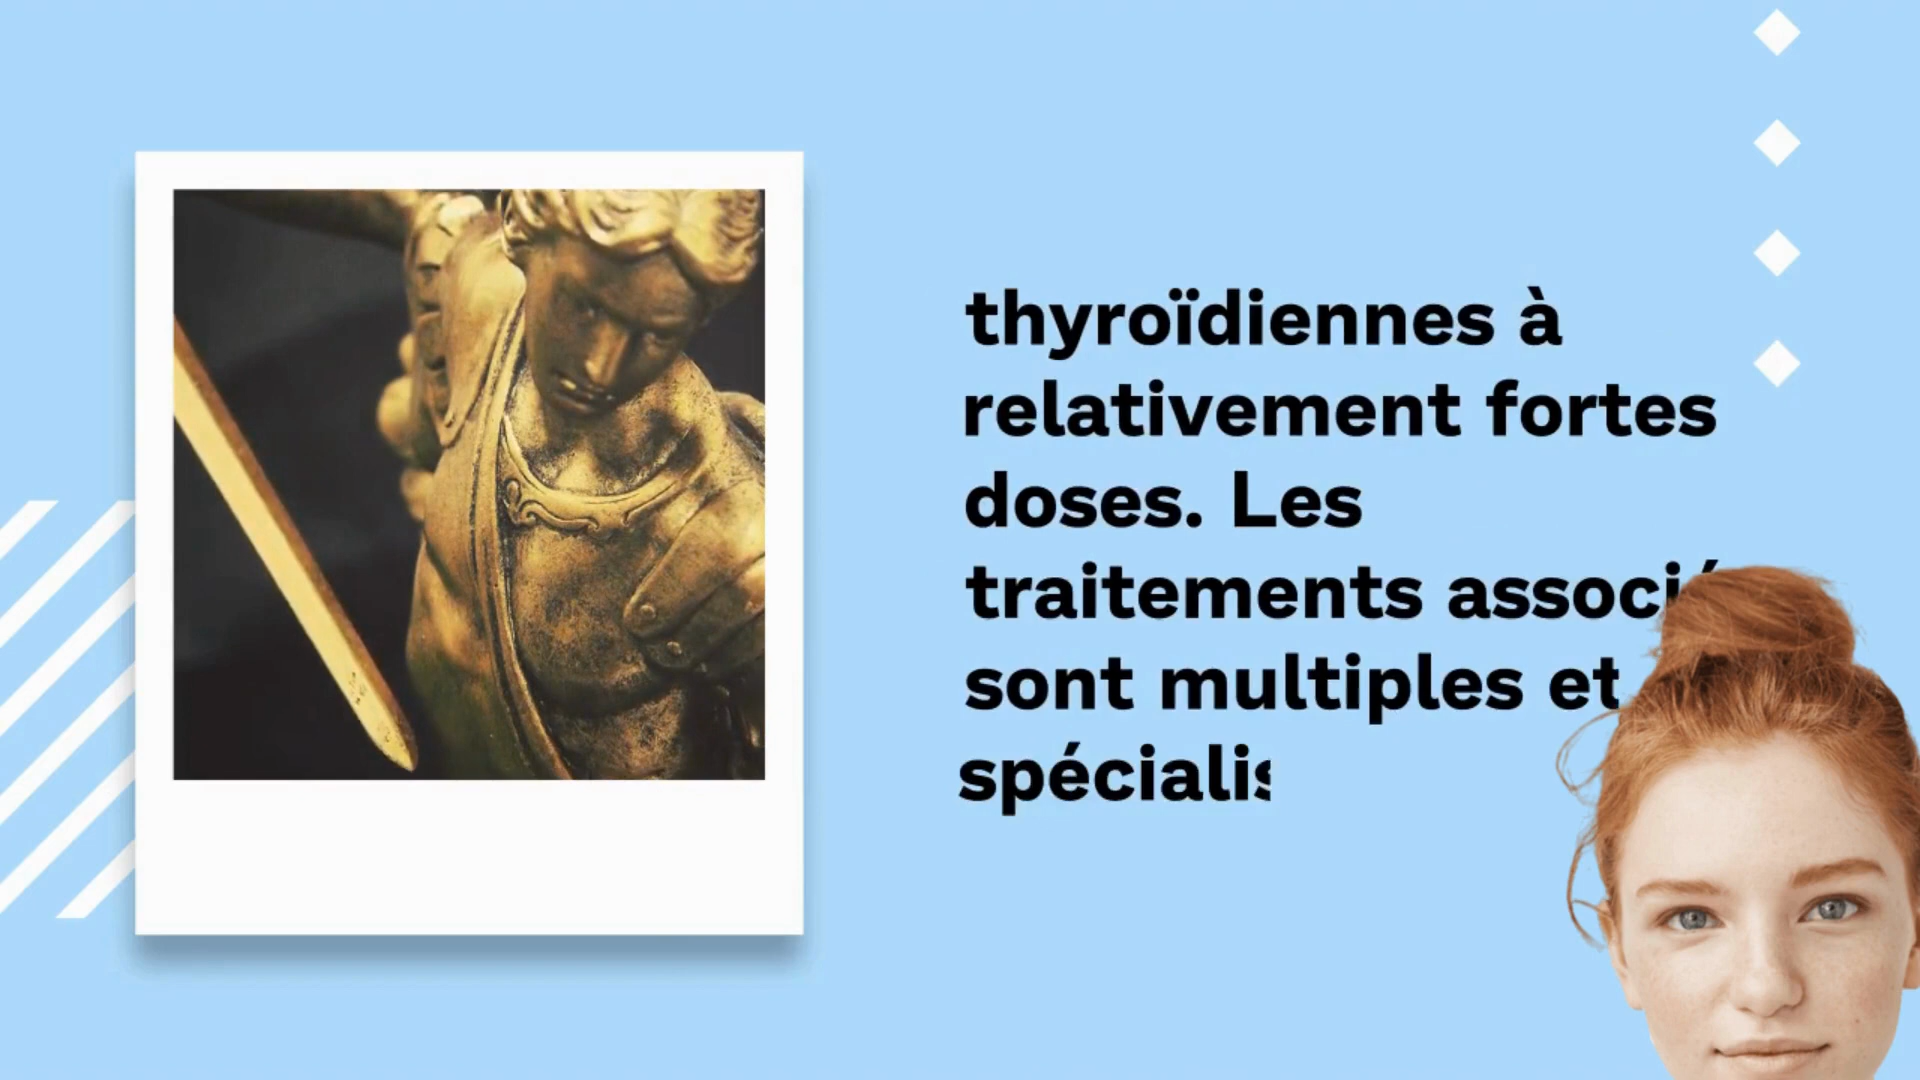 thyroïdiennes à
relativement fortes
doses. Les
traitements
sont multiples et